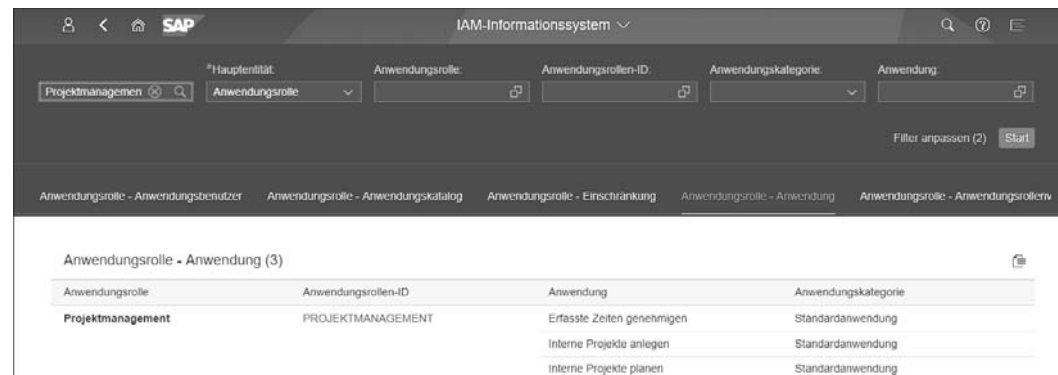 SAP IAM-Informationssystem
*Hauptentität: Anwendungsrolle: Anwendungsrollen-ID: Anwendungskategorie: Anwendung:
Projektmanagemen Anwendungsrolle
Filter anpassen (2) Start
Anwendungsrolle - Anwendungsbenutzer Anwendungsrolle - Anwendungskatalog Anwendungsrolle - Einschränkung Anwendungsrolle - Anwendung Anwendungsrolle - Anwendungsrollenv
Anwendungsrolle - Anwendung (3)
Anwendungsrolle Anwendungsrollen-ID Anwendung Anwendungskategorie
Projektmanagement PROJEKTMANAGEMENT Erfasste Zeiten genehmigen Standardanwendung
Interne Projekte anlegen Standardanwendung
Interne Projekte planen Standardanwendung